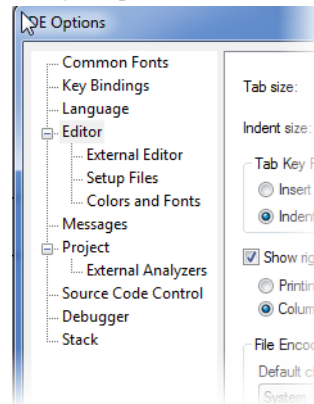 DE Options
Common Fonts
Key Bindings
Language
Editor
External Editor
Setup Files
Colors and Fonts
Messages
Project
External Analyzers
Source Code Control
Debugger
Stack
Tab size:
Indent size:
Tab Key
Insert
Indent
Show
Colum
File Enco
Default
System